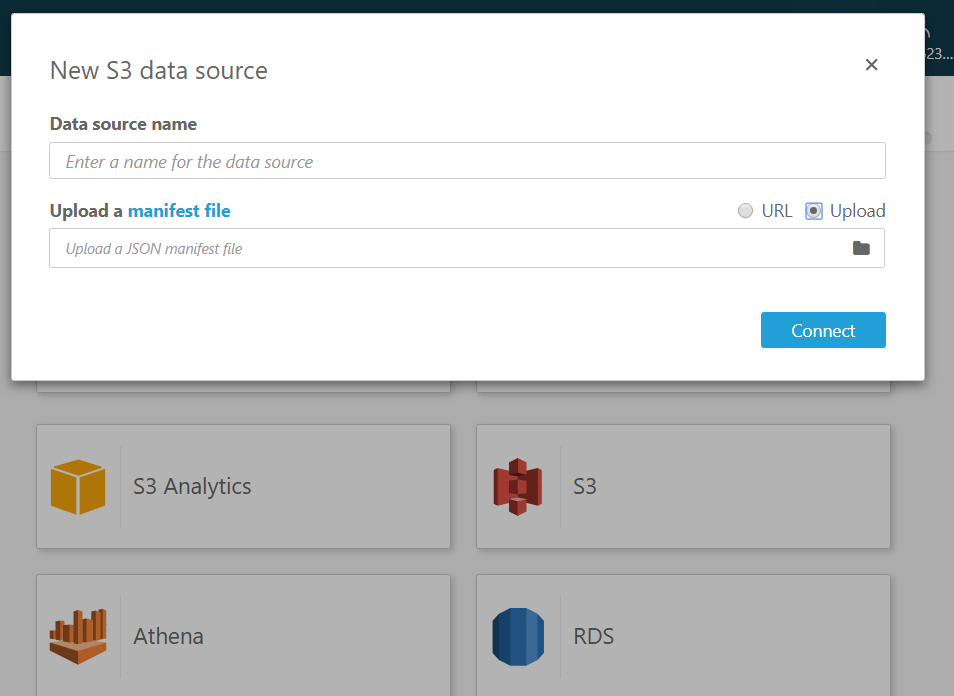 New S3 data source
Data source name
Enter a name for the data source
Upload a manifest file URL Upload
Upload a JSON manifest file
Connect
S3 Analytics
S3
Athena
RDS